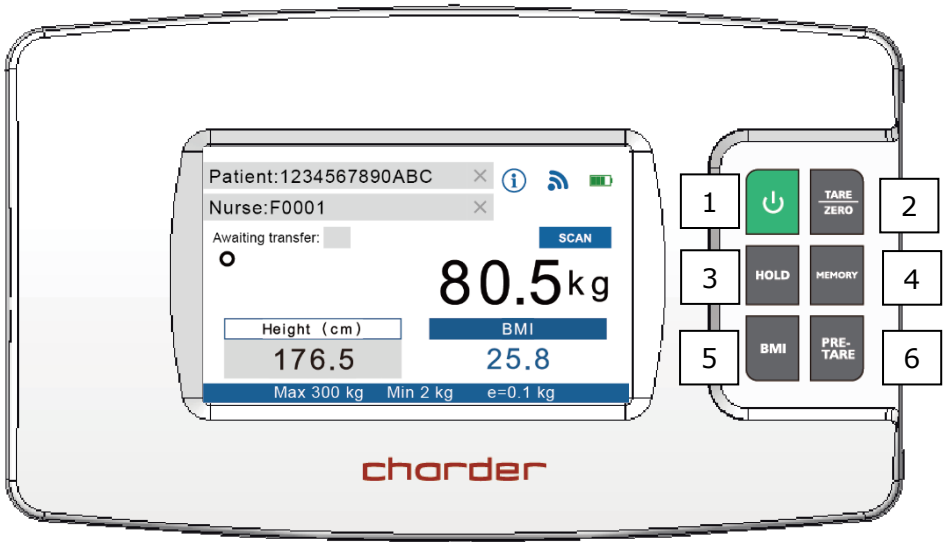 Patient:1234567890ABC ×
Nurse:F0001 ×
Awaiting transfer:
SCAN
80.5kg
Height (cm) BMI
176.5 25.8
Max 300 kg Min 2 kg e=0.1 kg
charder
1 TARE ZERO 2
3 HOLD MEMORY 4
5 BMI PRE-TARE 6